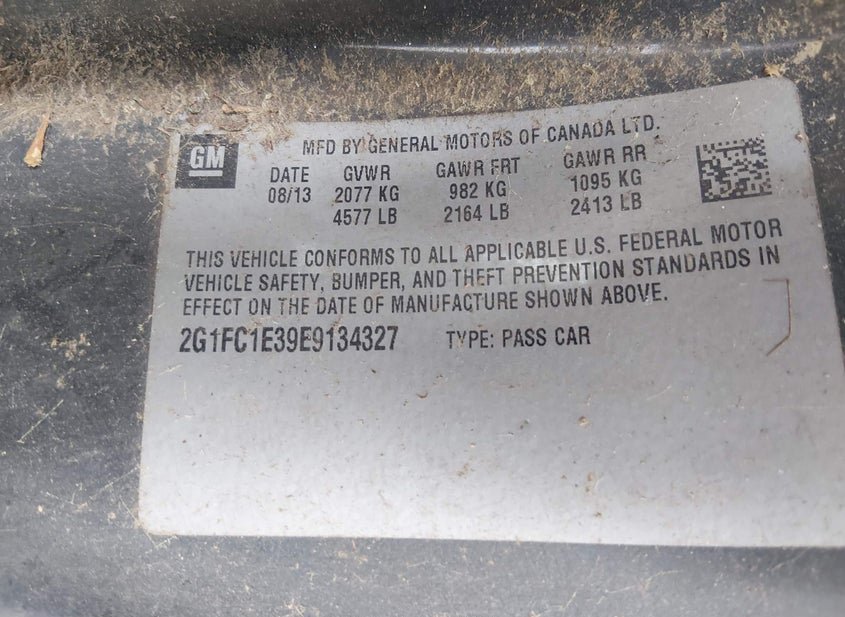 MFD BY GENERAL MOTORS OF CANADA LTD.
GM
DATE GVWR GAWR FRT GAWR RR
08/13 2077 KG 982 KG 1095 KG
4577 LB 2164 LB 2413 LB
THIS VEHICLE CONFORMS TO ALL APPLICABLE U.S. FEDERAL MOTOR
VEHICLE SAFETY, BUMPER, AND THEFT PREVENTION STANDARDS IN
EFFECT ON THE DATE OF MANUFACTURE SHOWN ABOVE.
2G1FC1E39E9134327 TYPE: PASS CAR